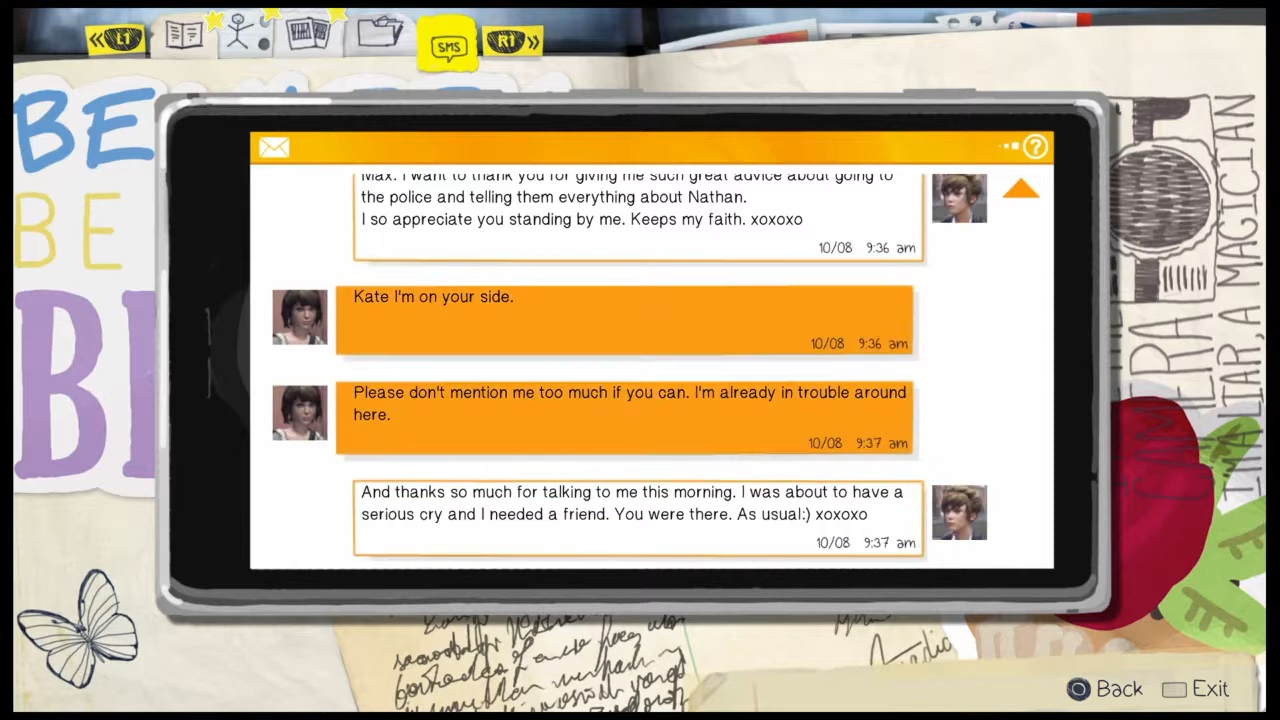 L1
SMS
R1
BE
BE
Max. I want to thank you for giving me such great advice about going to
the police and telling them everything about Nathan.
I so appreciate you standing by me. Keeps my faith. xoxoxo
10/08 9:36 am
Kate I'm on your side.
10/08 9:36 am
Please don't mention me too much if you can. I'm already in trouble around
here.
10/08 9:37 am
And thanks so much for talking to me this morning. I was about to have a
serious cry and I needed a friend. You were there. As usual:) xoxoxo
10/08 9:37 am
CAMERA
LIAR, A MAGICIAN
Back
Exit